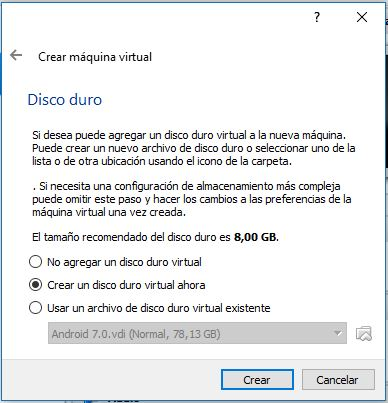 ?
Crear máquina virtual
Disco duro
Si desea puede agregar un disco duro virtual a la nueva máquina.
Puede crear un nuevo archivo de disco duro o seleccionar uno de la
lista o de otra ubicación usando el icono de la carpeta.
. Si necesita una configuración de almacenamiento más compleja
puede omitir este paso y hacer los cambios a las preferencias de la
máquina virtual una vez creada.
El tamaño recomendado del disco duro es 8,00 GB.
No agregar un disco duro virtual
Crear un disco duro virtual ahora
Usar un archivo de disco duro virtual existente
Android 7.0.vdi (Normal, 78,13 GB)
Crear
Cancelar